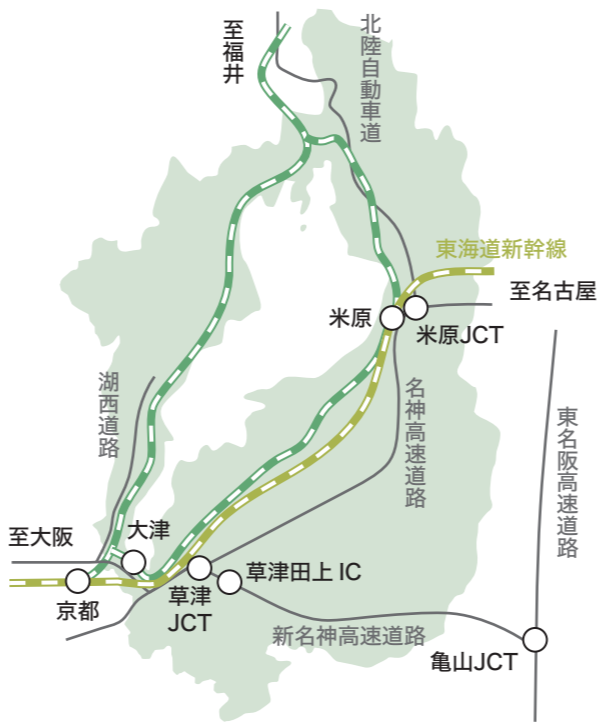 至福井
北陸自動車道
東海道新幹線
至名古屋
米原
米原JCT
湖西道路
名神高速道路
東名阪高速道路
至大阪
大津
草津田上 IC
京都
草津
JCT
新名神高速道路
亀山JCT